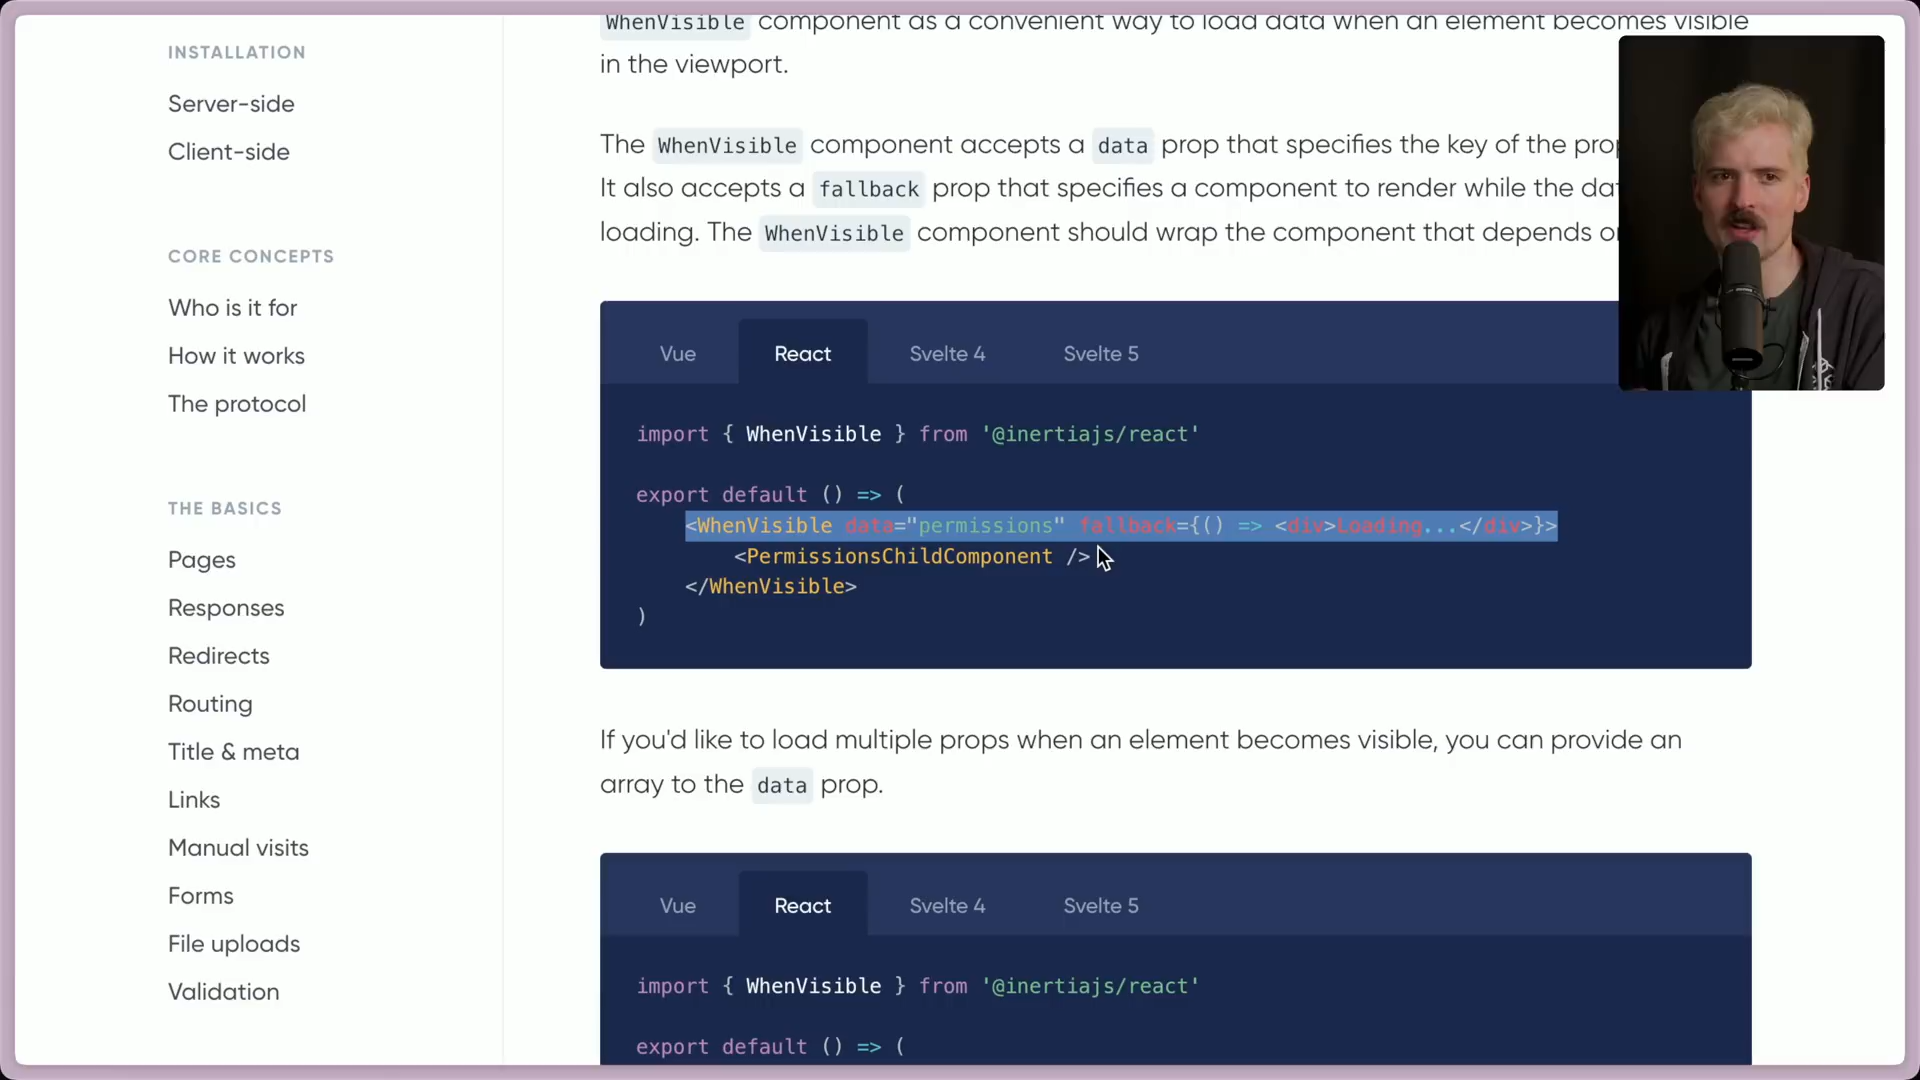 INSTALLATION
Server-side
Client-side
CORE CONCEPTS
Who is it for
How it works
The protocol
THE BASICS
Pages
Responses
Redirects
Routing
Title & meta
Links
Manual visits
Forms
File uploads
Validation
WhenVisible component as a convenient way to load data when an element becomes visible
in the viewport.
The WhenVisible component accepts a data prop that specifies the key of the
It also accepts a fallback prop that specifies a component to render while the
loading. The WhenVisible component should wrap the component that depends
Vue React Svelte 4 Svelte 5
import { WhenVisible } from '@inertiajs/react'
export default () => (
<WhenVisible data="permissions" fallback={() => <div>Loading...</div>}>
<PermissionsChildComponent />
</WhenVisible>
)
If you'd like to load multiple props when an element becomes visible, you can provide an
array to the data prop.
Vue React Svelte 4 Svelte 5
import { WhenVisible } from '@inertiajs/react'
export default () => (